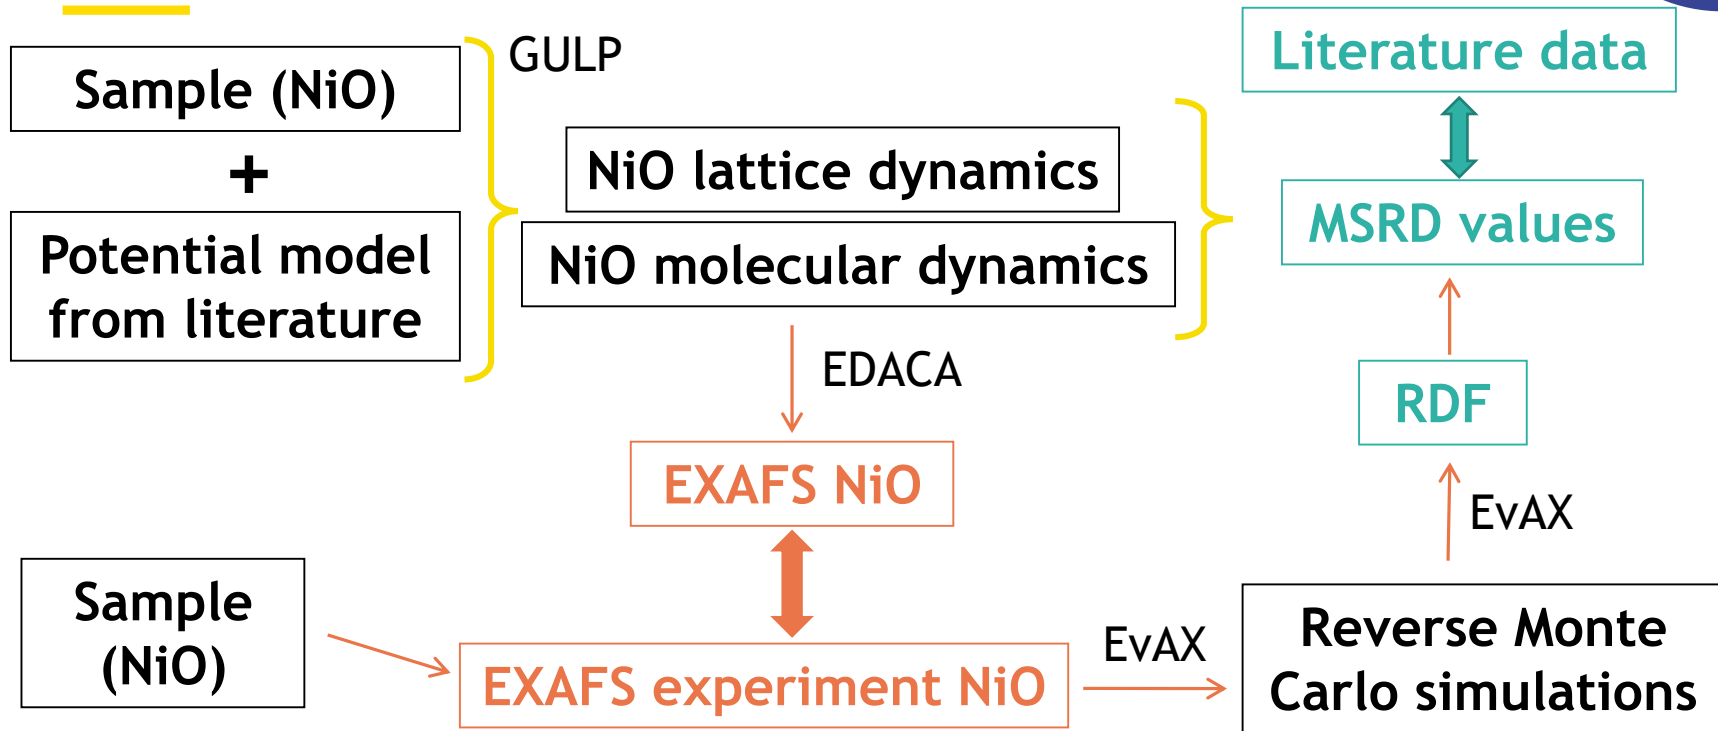 GULP
Sample (NiO)
+
Potential model
from literature
NiO lattice dynamics
NiO molecular dynamics
Literature data
MSRD values
EDACA
RDF
EXAFS NiO
EvAX
Sample
(NiO)
EXAFS experiment NiO
EvAX
Reverse Monte
Carlo simulations